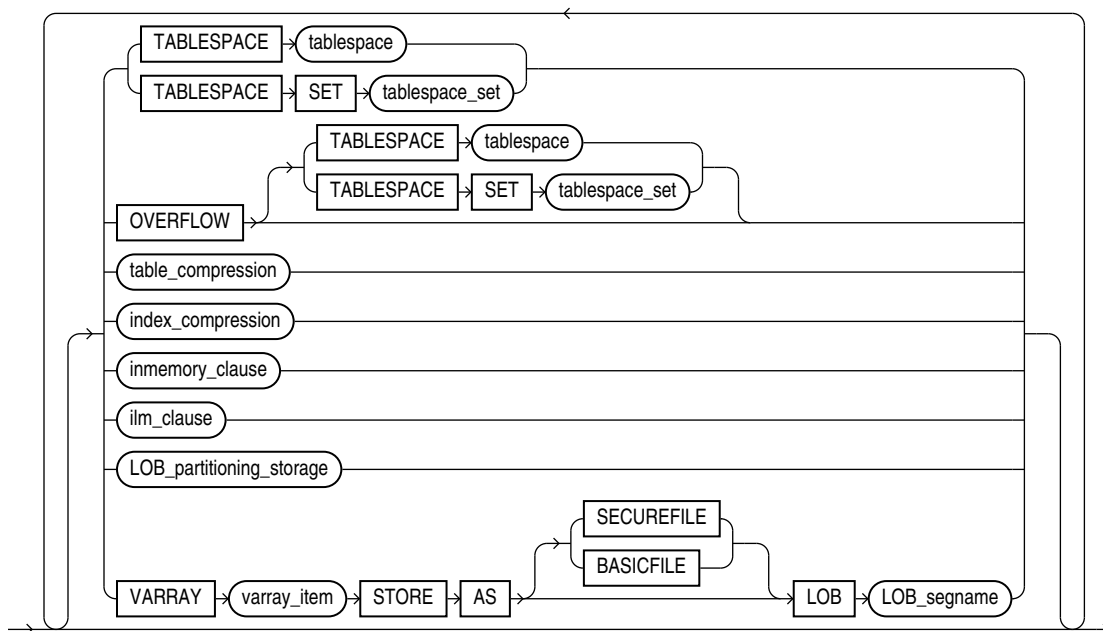 TABLESPACE tablespace
TABLESPACE SET tablespace_set
TABLESPACE tablespace
TABLESPACE SET tablespace_set
OVERFLOW
table_compression
index_compression
inmemory_clause
ilm_clause
LOB_partitioning_storage
SECUREFILE
BASICFILE
VARRAY varray_item STORE AS LOB LOB_segname